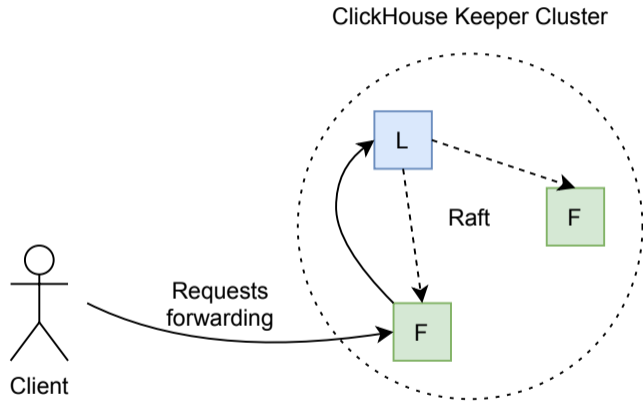 ClickHouse Keeper Cluster
L
F
Raft
Requests
forwarding
F
Client